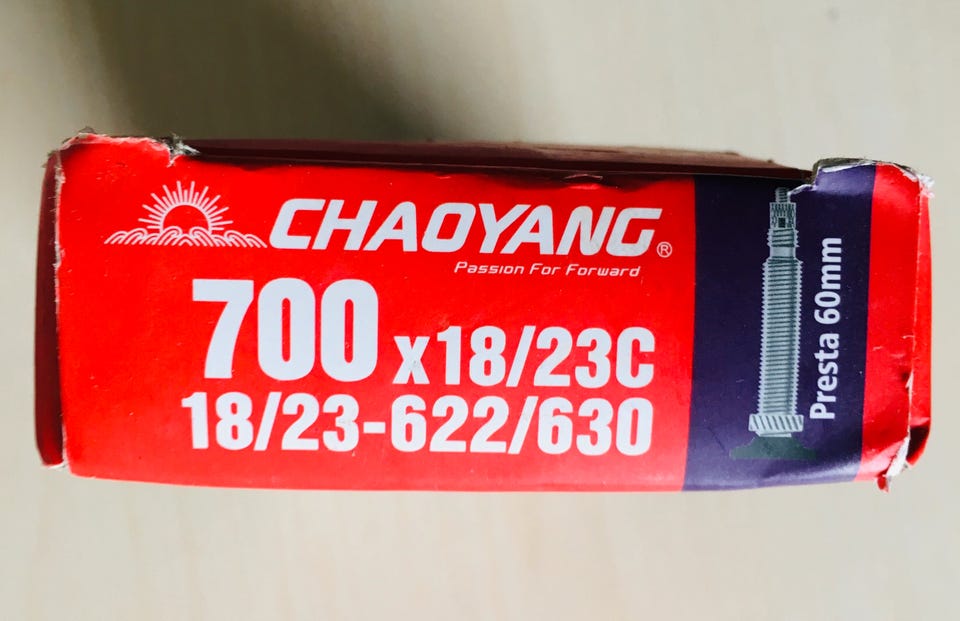 CHAOYANG®
Passion For Forward
700 x18/23C
18/23-622/630
Presta 60mm